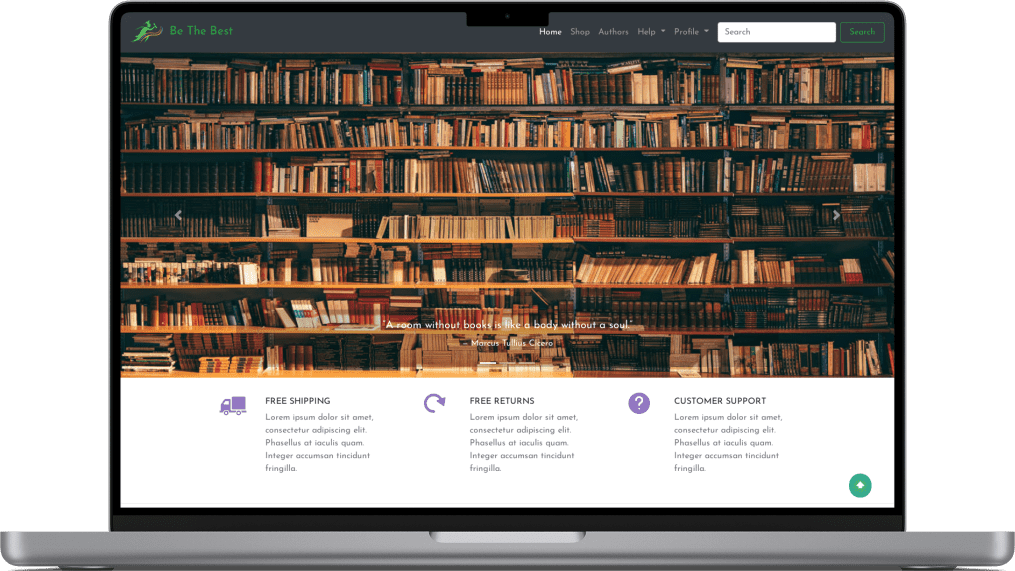 Be The Best
Home Shop Authors Help Profile Search Search
"A room without books is like a body without a soul."
– Marcus Tullius Cicero
FREE SHIPPING
Lorem ipsum dolor sit amet,
consectetur adipiscing elit.
Phasellus at iaculis quam.
Integer accumsan tincidunt
fringilla.
FREE RETURNS
Lorem ipsum dolor sit amet,
consectetur adipiscing elit.
Phasellus at iaculis quam.
Integer accumsan tincidunt
fringilla.
CUSTOMER SUPPORT
Lorem ipsum dolor sit amet,
consectetur adipiscing elit.
Phasellus at iaculis quam.
Integer accumsan tincidunt
fringilla.